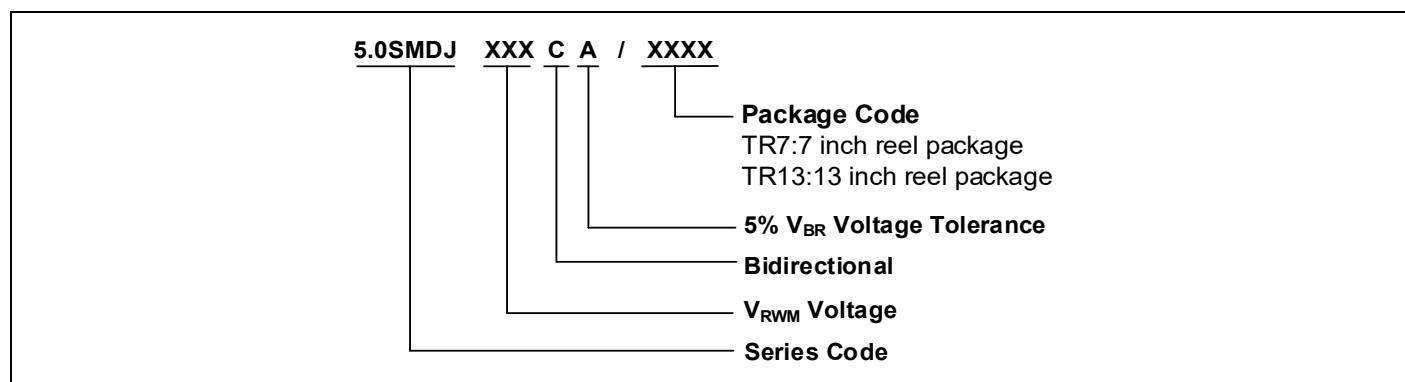 5.0SMDJ XXX C A / XXXX
Package Code
TR7:7 inch reel package
TR13:13 inch reel package
5% VBR Voltage Tolerance
Bidirectional
VRWM Voltage
Series Code